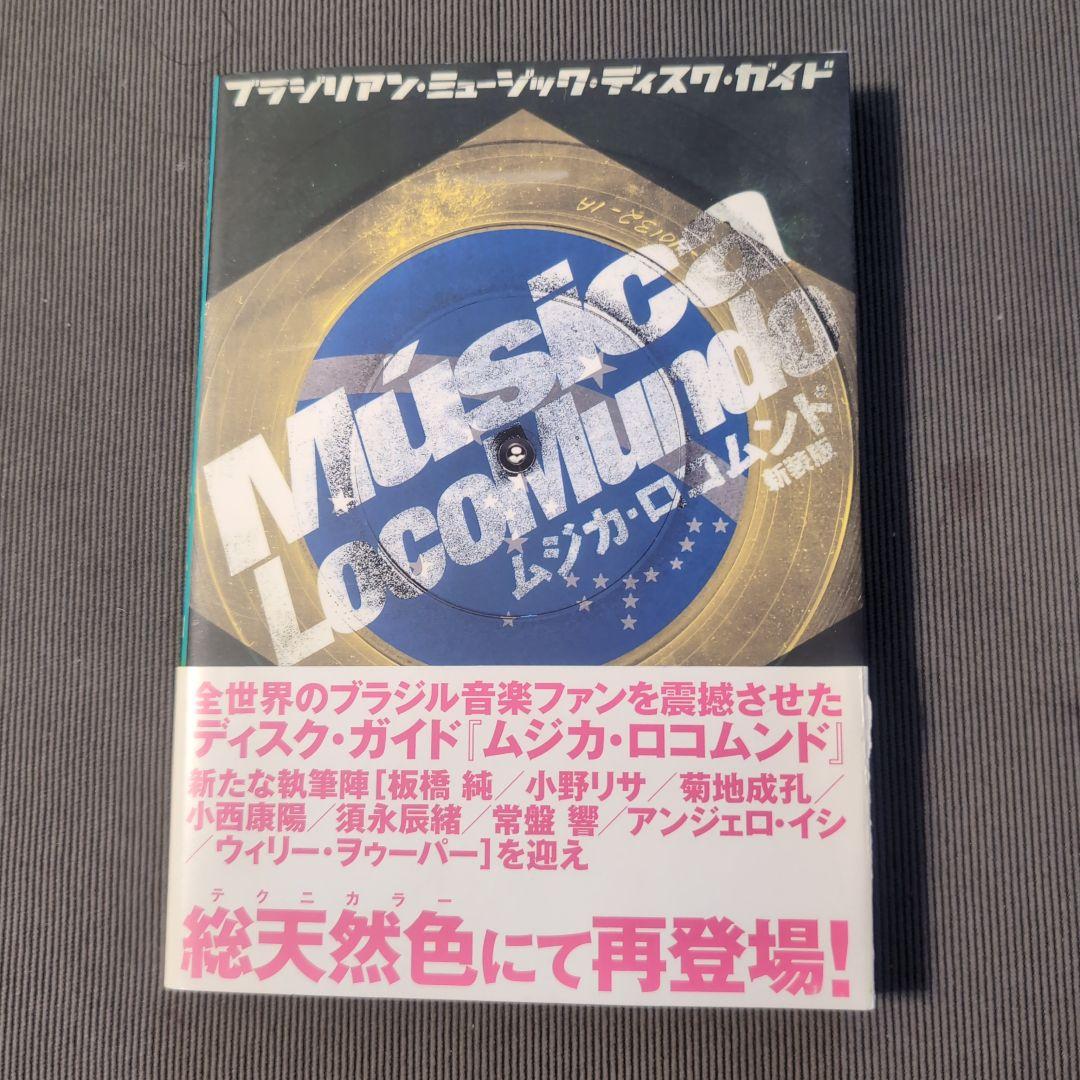 ブラジリアン・ミュージック・ディスク・ガイド
Música
LocoMundo
ムジカ・ロコムンド
新装版
全世界のブラジル音楽ファンを震撼させた
ディスク・ガイド『ムジカ・ロコムンド』
新たな執筆陣[板橋 純／小野リサ／菊地成孔／
小西康陽／須永辰緒／常盤 響／アンジェロ・イシ
／ウィリー・ヲゥーパー]を迎え
テクニカラー
総天然色にて再登場!